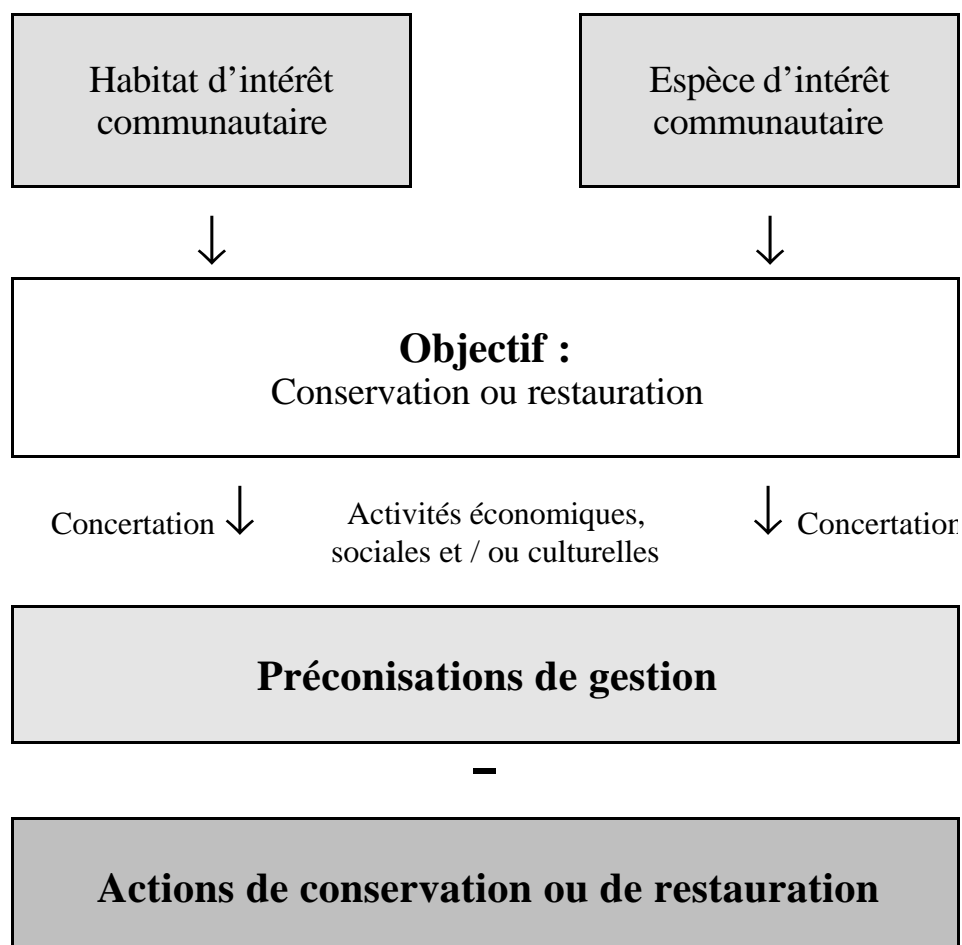 Habitat d’intérêt
communautaire
Espèce d’intérêt
communautaire
Objectif :
Conservation ou restauration
Concertation
Activités économiques,
sociales et / ou culturelles
Concertation
Préconisations de gestion
-
Actions de conservation ou de restauration